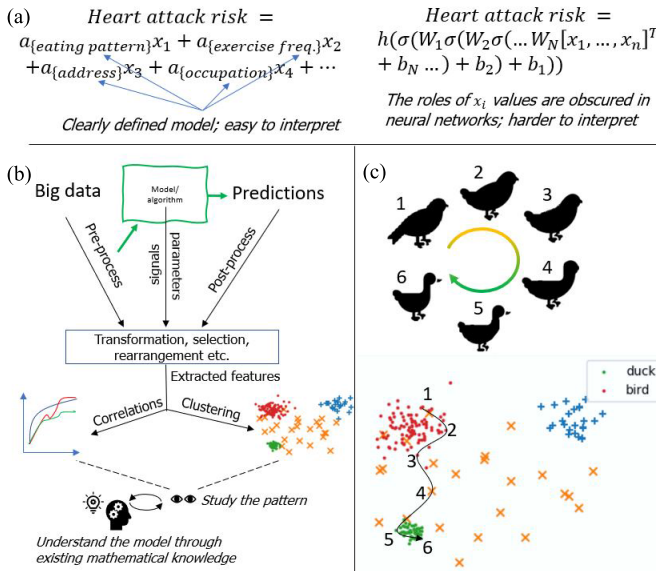 (a)
Heart attack risk =
a{eating pattern}x1 + a{exercise freq.}x2
+a{address}x3 + a{occupation}x4 + ⋯
Clearly defined model; easy to interpret
Heart attack risk =
h(σ(W1σ(W2σ(… WN[x1, … , xn]^T
+ bN … ) + b2) + b1))
The roles of xi values are obscured in
neural networks; harder to interpret
(b)
Big data
Model/
algorithm
Predictions
Pre-process
signals
parameters
Post-process
Transformation, selection,
rearrangement etc.
Extracted features
Correlations
Clustering
Study the pattern
Understand the model through
existing mathematical knowledge
(c)
1
2
3
4
5
6
duck
bird
1
2
3
4
5
6